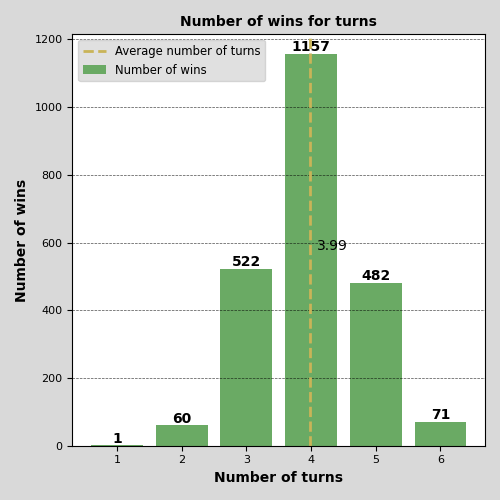 Number of wins for turns
Average number of turns
Number of wins
1200
1000
800
600
400
200
0
Number of wins
1
60
522
1157
3.99
482
71
1 2 3 4 5 6
Number of turns